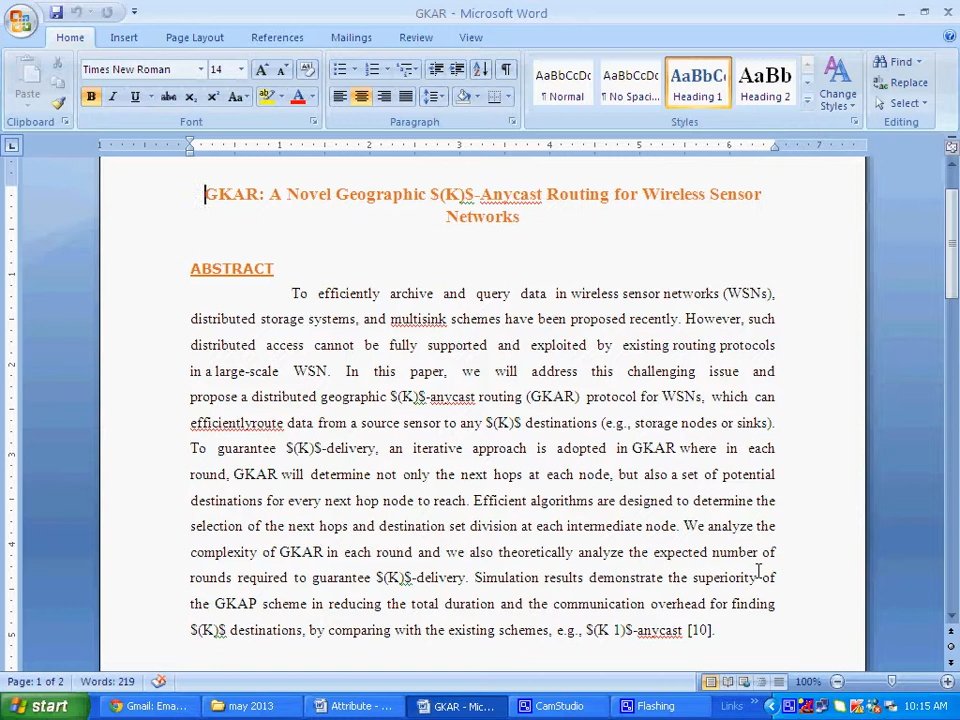 GKAR - Microsoft Word
Home Insert Page Layout References Mailings Review View
Paste
Times New Roman 14
B I U abc x₂ x² Aa A
AaBbCcDc AaBbCcDc AaBbC AaBb
¶ Normal ¶ No Spaci... Heading 1 Heading 2
Change Styles
Find
Replace
Select
Clipboard Font Paragraph Styles Editing
1 1 2 3 4 5 6 7
GKAR: A Novel Geographic $(K)$-Anycast Routing for Wireless Sensor
Networks
ABSTRACT
To efficiently archive and query data in wireless sensor networks (WSNs),
distributed storage systems, and multisink schemes have been proposed recently. However, such
distributed access cannot be fully supported and exploited by existing routing protocols
in a large-scale WSN. In this paper, we will address this challenging issue and
propose a distributed geographic $(K)$-anycast routing (GKAR) protocol for WSNs, which can
efficientlyroute data from a source sensor to any $(K)$ destinations (e.g., storage nodes or sinks).
To guarantee $(K)$-delivery, an iterative approach is adopted in GKAR where in each
round, GKAR will determine not only the next hops at each node, but also a set of potential
destinations for every next hop node to reach. Efficient algorithms are designed to determine the
selection of the next hops and destination set division at each intermediate node. We analyze the
complexity of GKAR in each round and we also theoretically analyze the expected number of
rounds required to guarantee $(K)$-delivery. Simulation results demonstrate the superiority of
the GKAP scheme in reducing the total duration and the communication overhead for finding
$(K)$ destinations, by comparing with the existing schemes, e.g., $(K 1)$-anycast [10].
Page: 1 of 2 Words: 219 100%
start Gmail: Ema... may 2013 Attribute - ... GKAR - Mic... CamStudio Flashing Links 10:15 AM